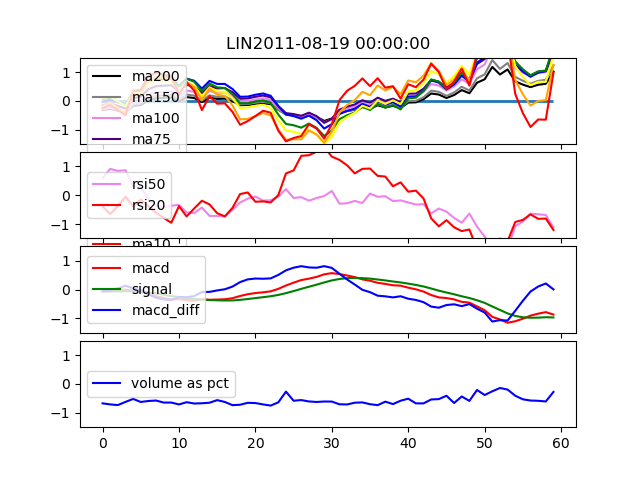 LIN2011-08-19 00:00:00
1
0
−1
ma200
ma150
ma100
ma75
1
0
−1
rsi50
rsi20
ma10
1
0
−1
macd
signal
macd_diff
1
0
−1
volume as pct
0 10 20 30 40 50 60